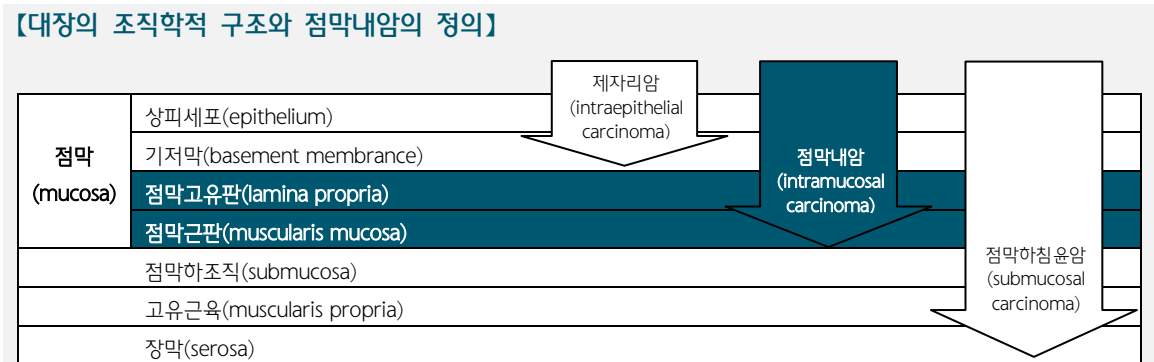 【대장의 조직학적 구조와 점막내암의 정의】
제자리암
(intraepithelial
carcinoma)
점막
(mucosa)
상피세포(epithelium)
기저막(basement membrance)
점막고유판(lamina propria)
점막근판(muscularis mucosa)
점막내암
(intramucosal
carcinoma)
점막하조직(submucosa)
고유근육(muscularis propria)
장막(serosa)
점막하침윤암
(submucosal
carcinoma)